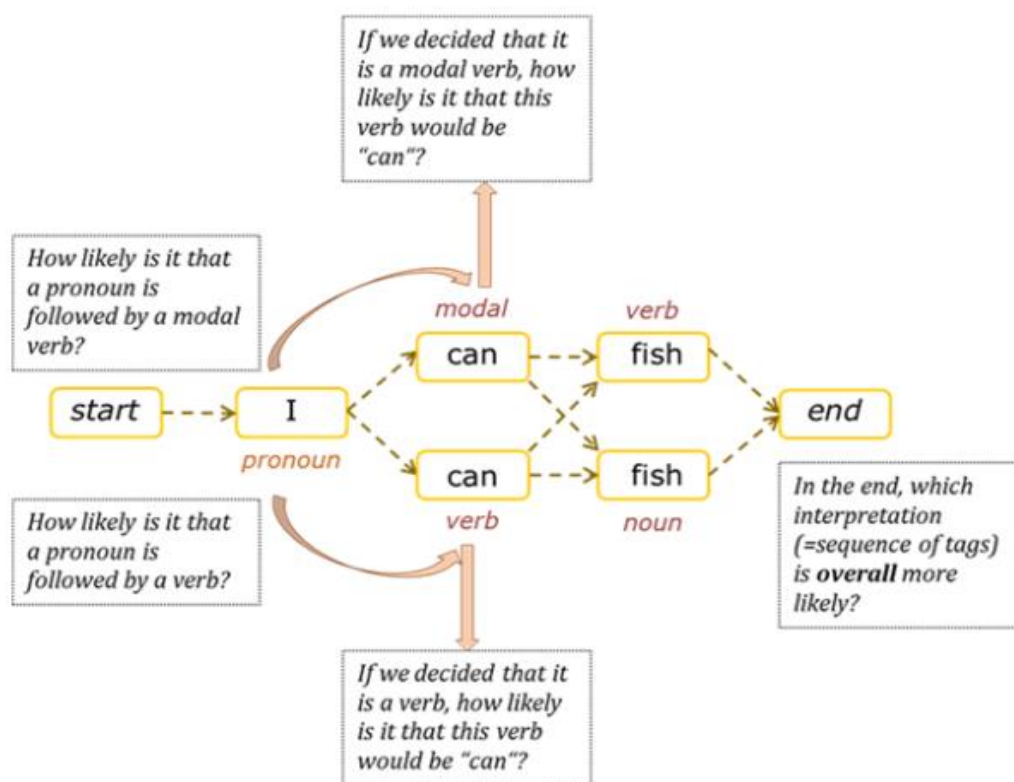 If we decided that it
is a modal verb, how
likely is it that this
verb would be
“can“?
How likely is it that
a pronoun is
followed by a modal
verb?
modal
verb
can
fish
start
I
end
pronoun
can
fish
verb
noun
How likely is it that
a pronoun is
followed by a verb?
In the end, which
interpretation
(=sequence of tags)
is overall more
likely?
If we decided that it
is a verb, how likely
is it that this verb
would be “can“?